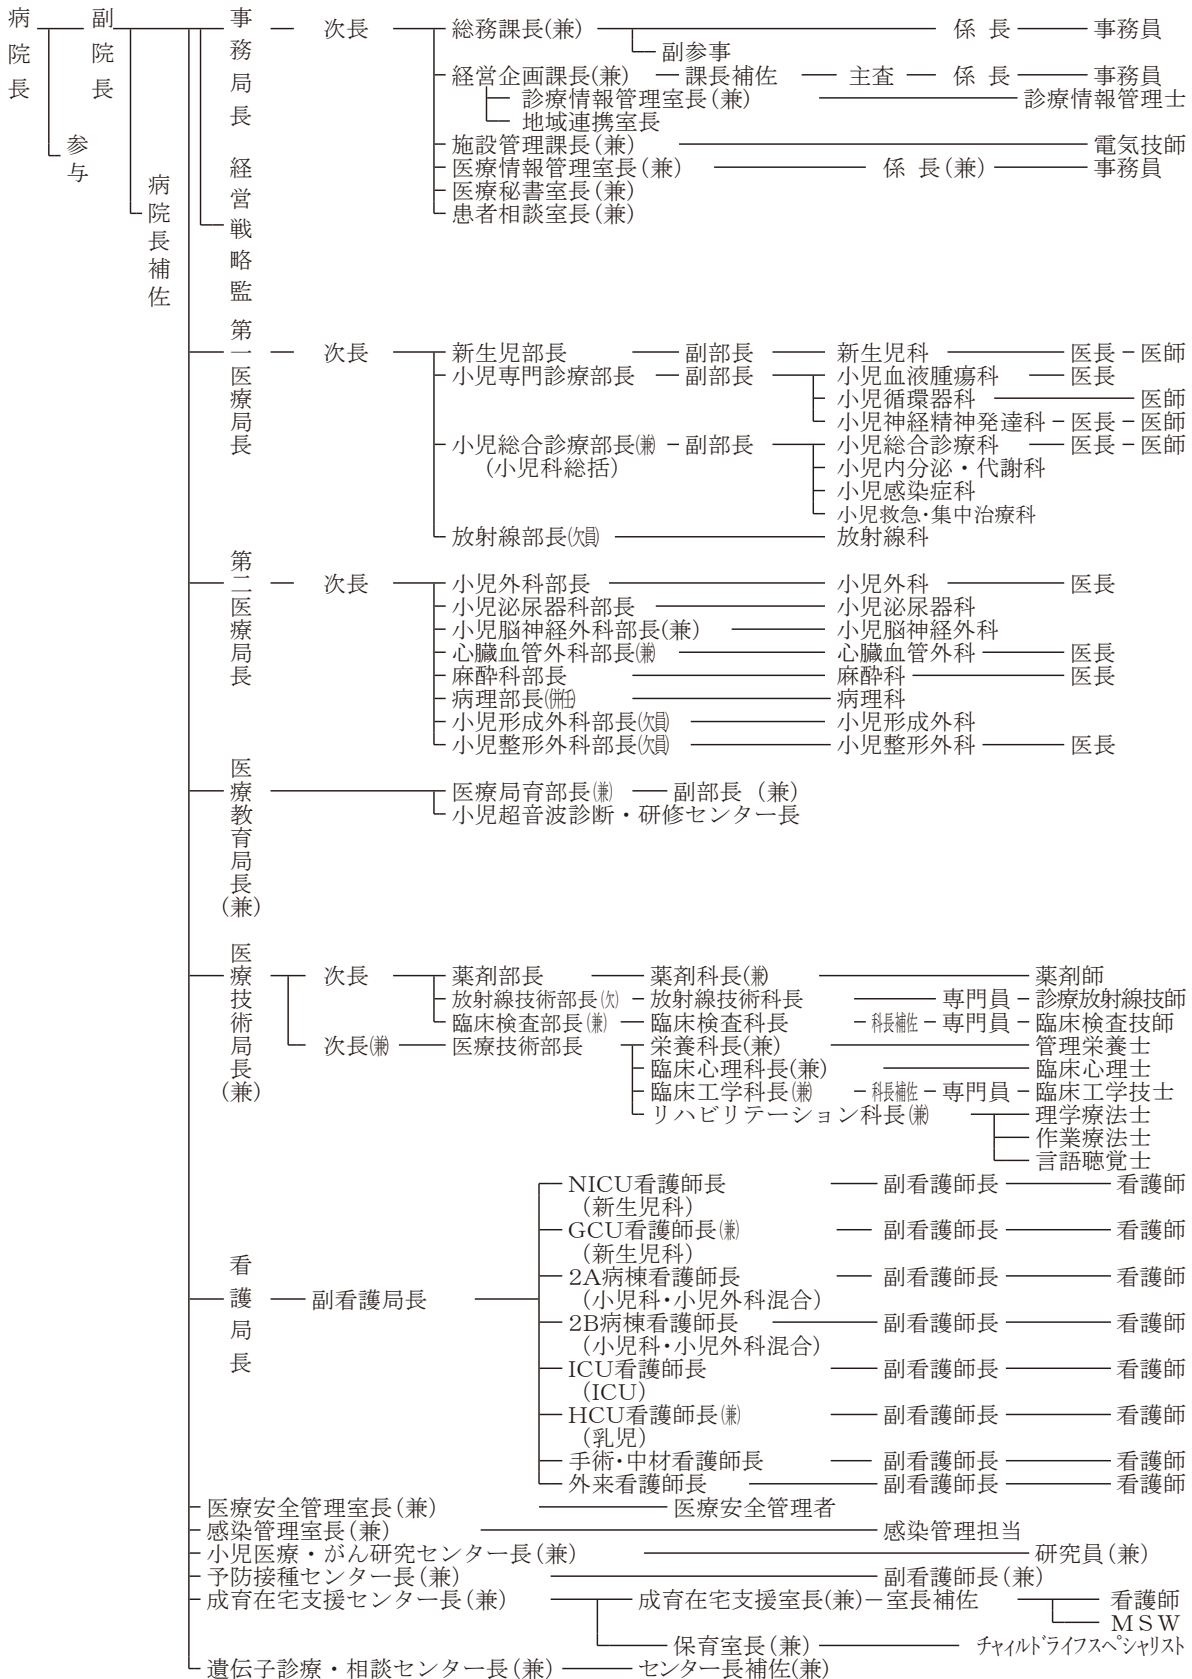 病院長
参与
副院長
病院長補佐
事務局長
経営戦略監
次長
総務課長(兼) 係 長 事務員
副参事
経営企画課長(兼) 課長補佐 主査 係 長 事務員
診療情報管理室長(兼) 診療情報管理士
地域連携室長
施設管理課長(兼) 電気技師
医療情報管理室長(兼) 係 長(兼) 事務員
医療秘書室長(兼)
患者相談室長(兼)
第一医療局長
次長
新生児部長 副部長 新生児科 医長 医師
小児専門診療部長 副部長 小児血液腫瘍科 医長
小児循環器科 医師
小児神経精神発達科 医長 医師
小児総合診療部長(兼) 副部長 小児総合診療科 医長 医師
(小児科総括) 小児内分泌・代謝科
小児感染症科
小児救急・集中治療科
放射線部長(欠員) 放射線科
第二医療局長
次長
小児外科部長 小児外科 医長
小児泌尿器科部長 小児泌尿器科
小児脳神経外科部長(兼) 小児脳神経外科
心臓血管外科部長(兼) 心臓血管外科 医長
麻酔科部長 麻酔科 医長
病理部長(併任) 病理科
小児形成外科部長(欠員) 小児形成外科
小児整形外科部長(欠員) 小児整形外科 医長
医療教育局長(兼)
医療局育部長(兼) 副部長 (兼)
小児超音波診断・研修センター長
医療技術局長(兼)
次長 薬剤部長 薬剤科長(兼) 薬剤師
放射線技術部長(欠) 放射線技術科長 専門員 診療放射線技師
臨床検査部長(兼) 臨床検査科長 科長補佐 専門員 臨床検査技師
次長(兼) 医療技術部長 栄養科長(兼) 管理栄養士
臨床心理科長(兼) 臨床心理士
臨床工学科長(兼) 科長補佐 専門員 臨床工学技士
リハビリテーション科長(兼) 理学療法士
作業療法士
言語聴覚士
看護局長
副看護局長
NICU看護師長 副看護師長 看護師
(新生児科)
GCU看護師長(兼) 副看護師長 看護師
(新生児科)
2A病棟看護師長 副看護師長 看護師
(小児科・小児外科混合)
2B病棟看護師長 副看護師長 看護師
(小児科・小児外科混合)
ICU看護師長 副看護師長 看護師
(ICU)
HCU看護師長(兼) 副看護師長 看護師
(乳児)
手術・中材看護師長 副看護師長 看護師
外来看護師長 副看護師長 看護師
医療安全管理室長(兼) 医療安全管理者
感染管理室長(兼) 感染管理担当
小児医療・がん研究センター長(兼) 研究員(兼)
予防接種センター長(兼) 副看護師長(兼)
成育在宅支援センター長(兼) 成育在宅支援室長(兼)－室長補佐 看護師
MSW
保育室長(兼) チャイルドライフスペシャリスト
遺伝子診療・相談センター長(兼) センター長補佐(兼)